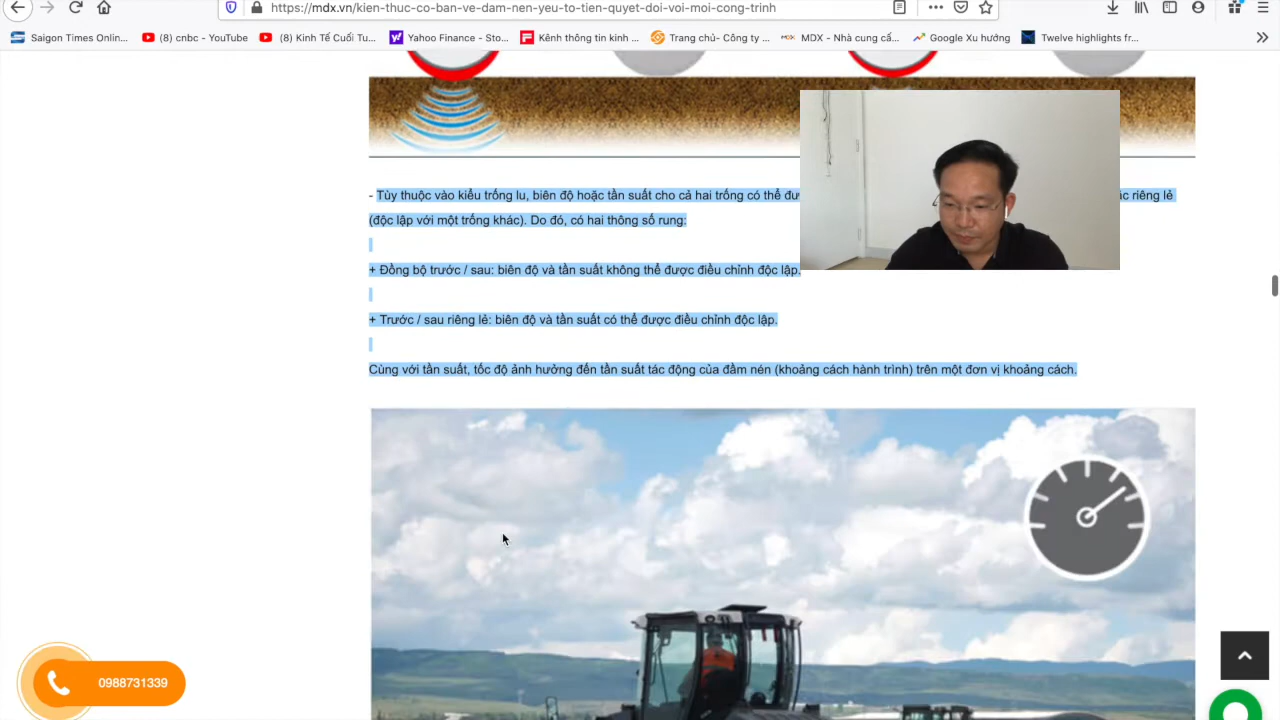 https://mdx.vn/kien-thuc-co-ban-ve-dam-nen-yeu-to-tien-quyet-doi-voi-moi-cong-trinh
Saigon Times Onlin... (8) cnbc - YouTube (8) Kinh Tế Cuối Tu... Yahoo Finance - Sto... Kênh thông tin kinh ... Trang chủ- Công ty ... MDX - Nhà cung cấ... Google Xu hướng Twelve highlights fr...
- Tùy thuộc vào kiểu trống lu, biên độ hoặc tần suất cho cả hai trống có thể đư ác riêng lẻ
(độc lập với một trống khác). Do đó, có hai thông số rung:
+ Đồng bộ trước / sau: biên độ và tần suất không thể được điều chỉnh độc lập.
+ Trước / sau riêng lẻ: biên độ và tần suất có thể được điều chỉnh độc lập.
Cùng với tần suất, tốc độ ảnh hưởng đến tần suất tác động của đầm nén (khoảng cách hành trình) trên một đơn vị khoảng cách.
0988731339